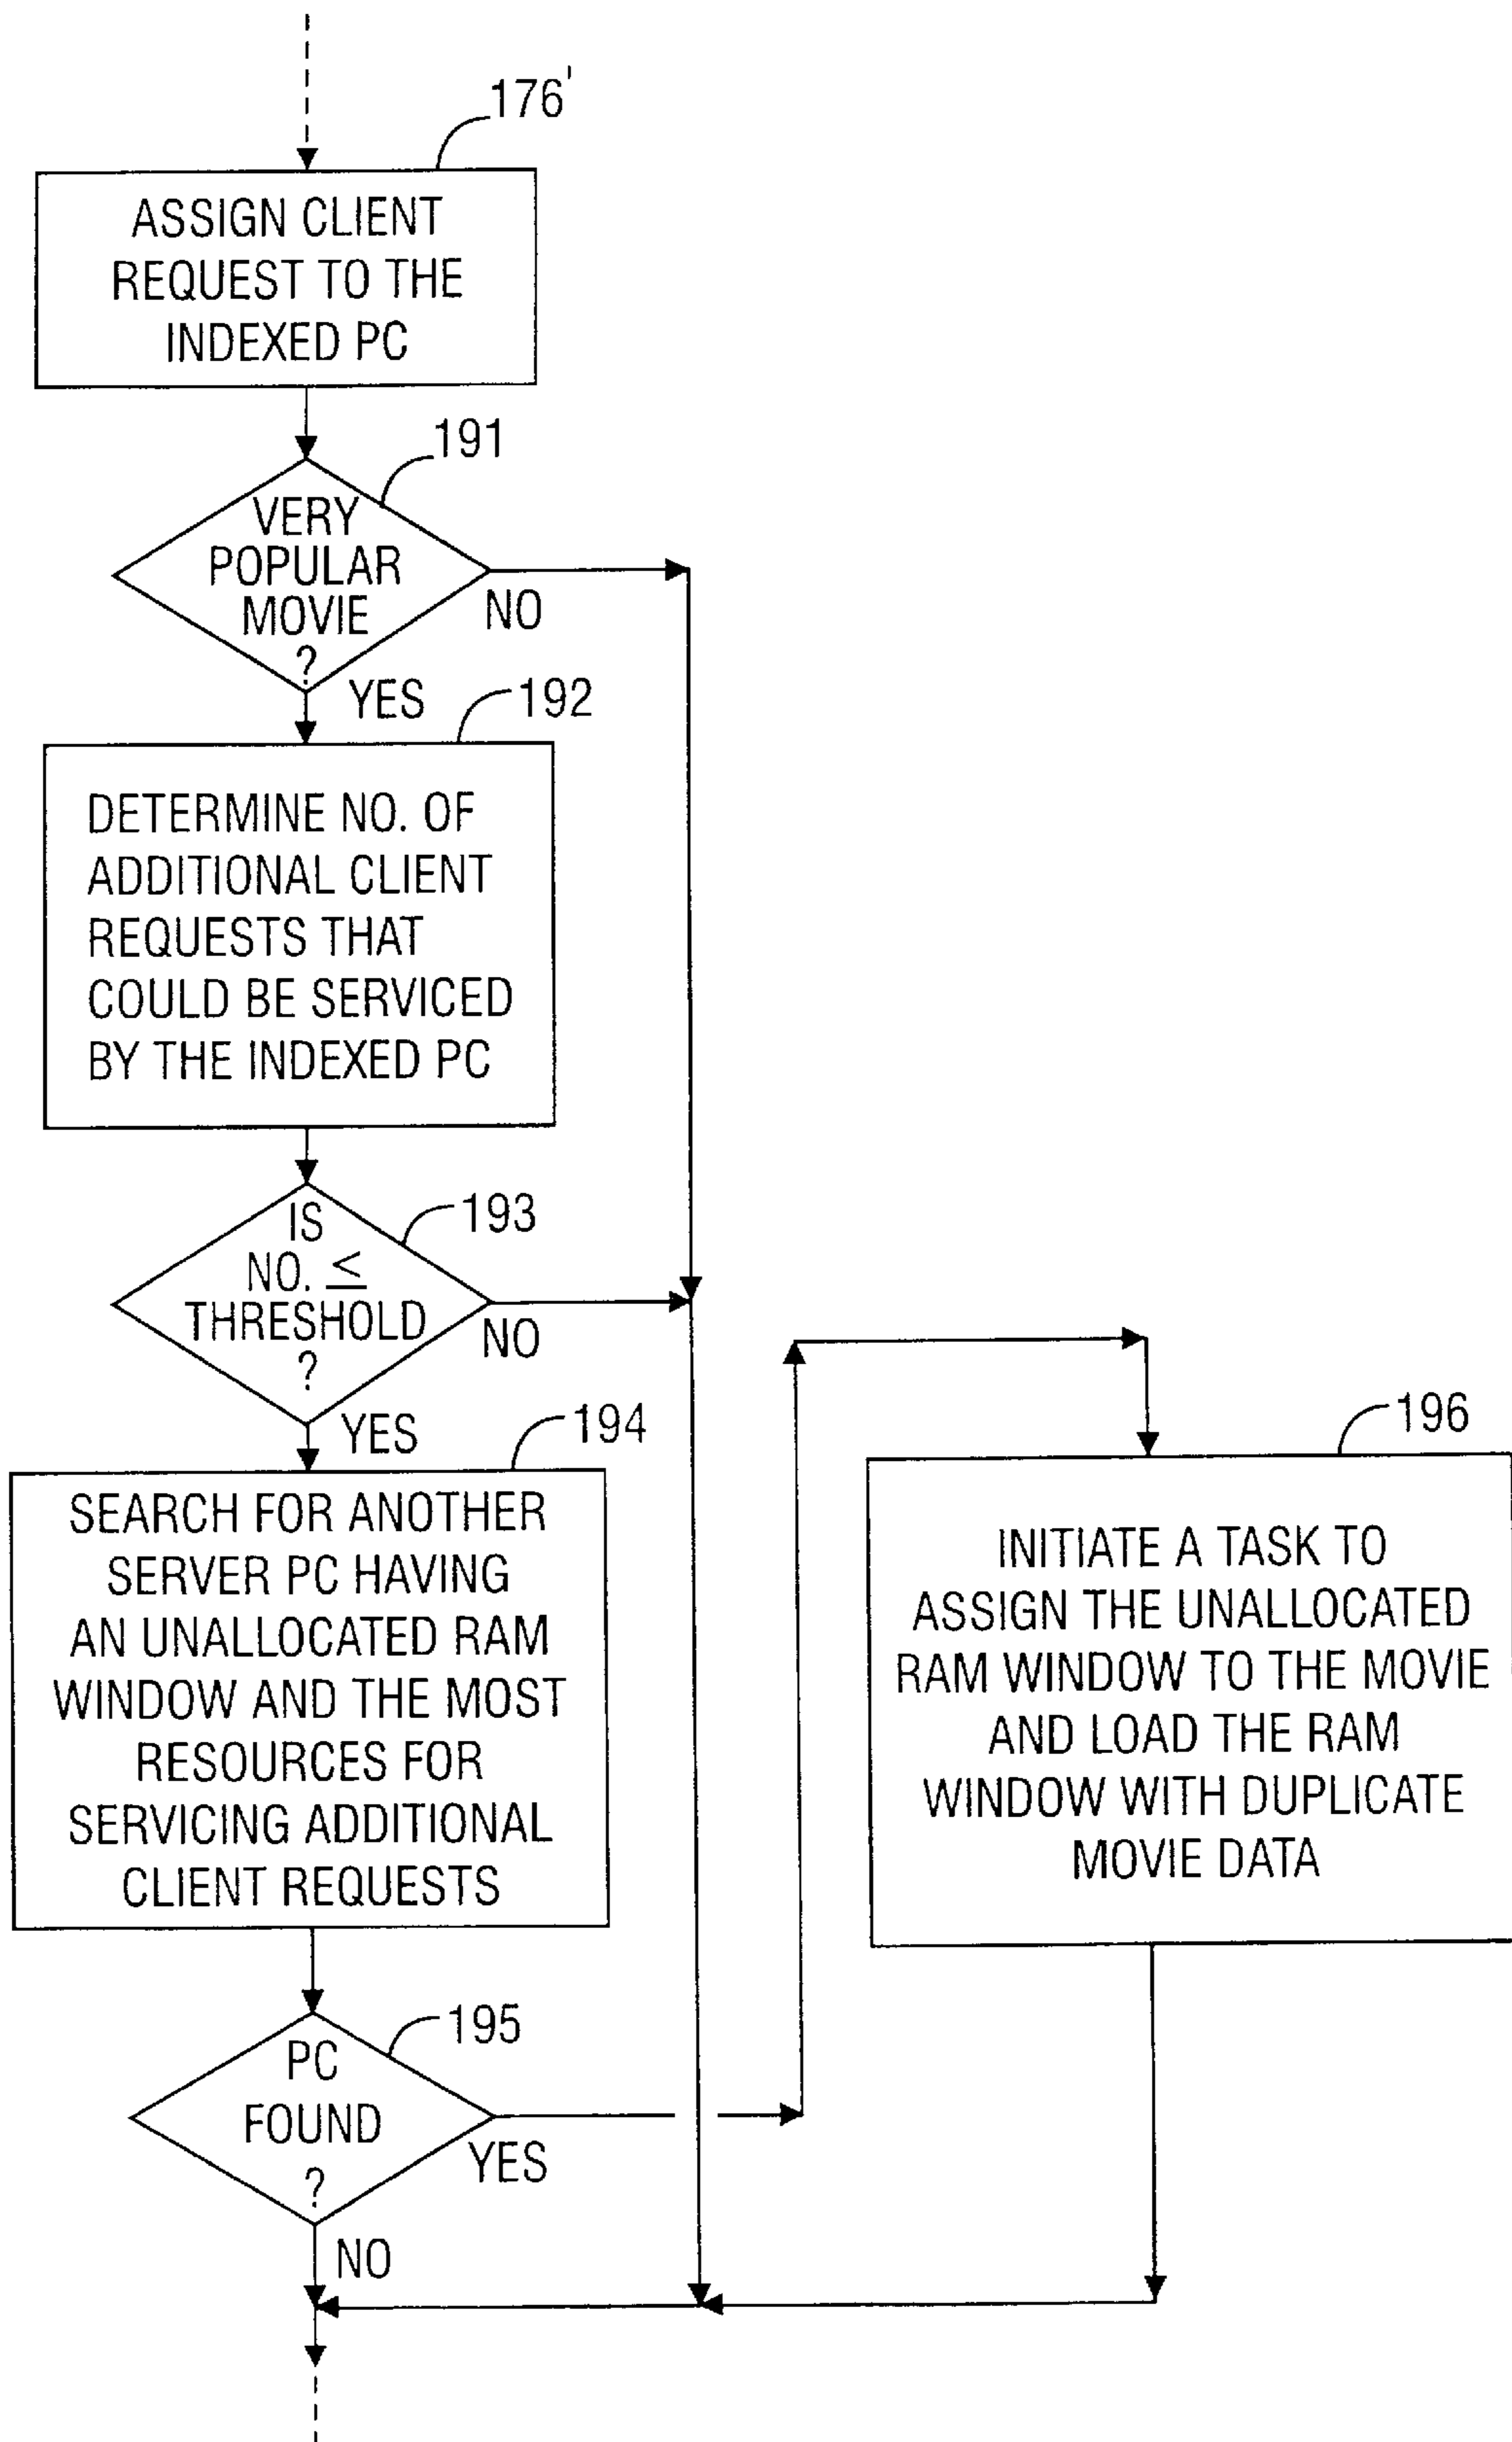 176'
ASSIGN CLIENT
REQUEST TO THE
INDEXED PC
191
VERY
POPULAR
MOVIE
?
NO
YES
192
DETERMINE NO. OF
ADDITIONAL CLIENT
REQUESTS THAT
COULD BE SERVICED
BY THE INDEXED PC
193
IS
NO. ≤
THRESHOLD
?
NO
YES
194
SEARCH FOR ANOTHER
SERVER PC HAVING
AN UNALLOCATED RAM
WINDOW AND THE MOST
RESOURCES FOR
SERVICING ADDITIONAL
CLIENT REQUESTS
195
PC
FOUND
?
YES
NO
196
INITIATE A TASK TO
ASSIGN THE UNALLOCATED
RAM WINDOW TO THE MOVIE
AND LOAD THE RAM
WINDOW WITH DUPLICATE
MOVIE DATA